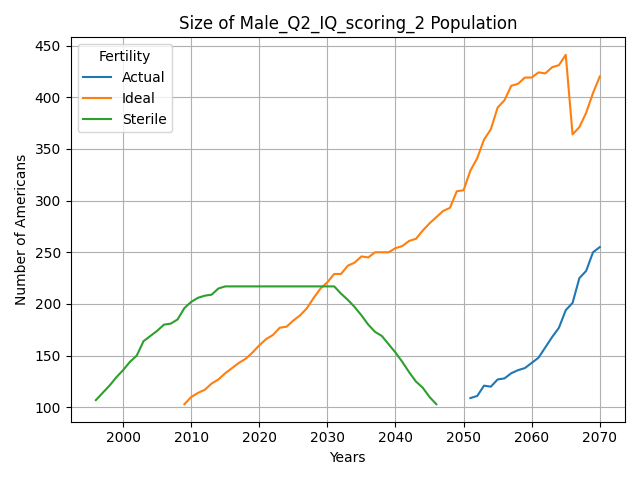 Size of Male_Q2_IQ_scoring_2 Population
Fertility
Actual
Ideal
Sterile
Number of Americans
450
400
350
300
250
200
150
100
2000 2010 2020 2030 2040 2050 2060 2070
Years